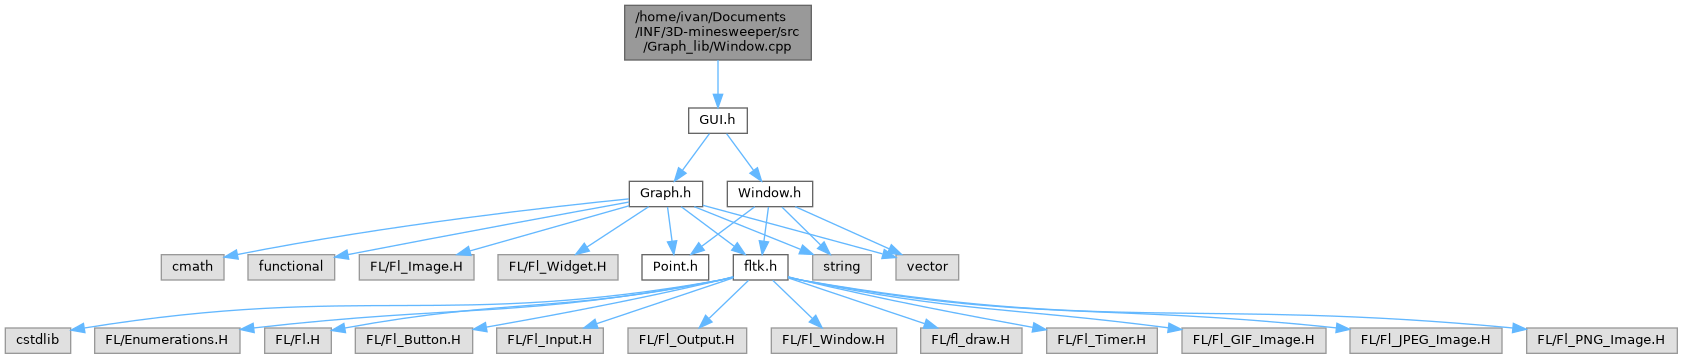 /home/ivan/Documents
/INF/3D-minesweeper/src
/Graph_lib/Window.cpp
GUI.h
Graph.h
Window.h
cmath
functional
FL/Fl_Image.H
FL/Fl_Widget.H
Point.h
fltk.h
string
vector
cstdlib
FL/Enumerations.H
FL/Fl.H
FL/Fl_Button.H
FL/Fl_Input.H
FL/Fl_Output.H
FL/Fl_Window.H
FL/fl_draw.H
FL/Fl_Timer.H
FL/Fl_GIF_Image.H
FL/Fl_JPEG_Image.H
FL/Fl_PNG_Image.H